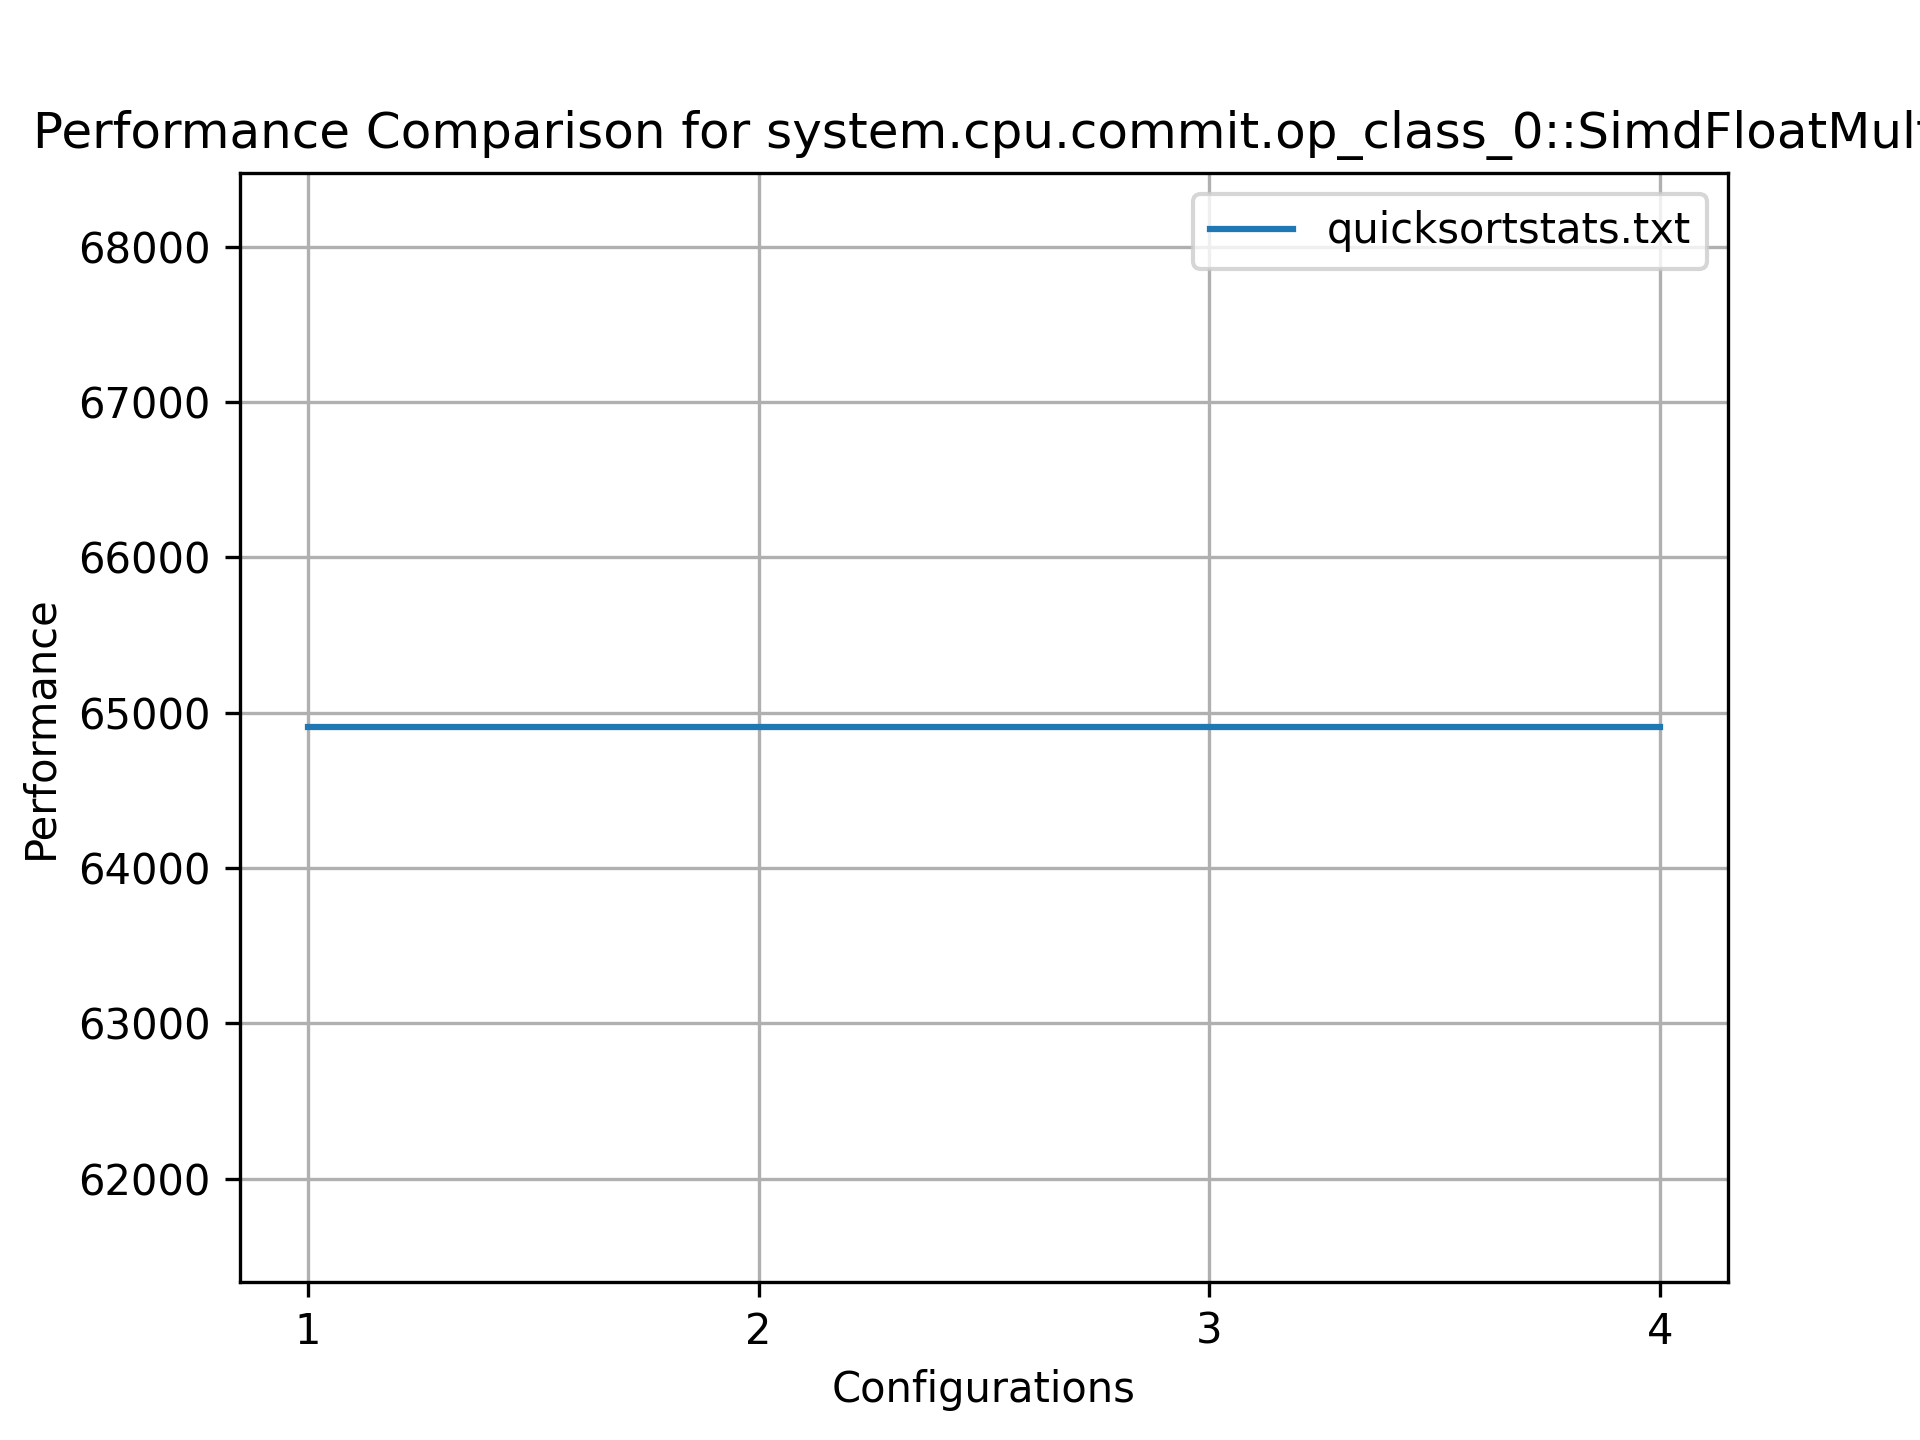 Performance Comparison for system.cpu.commit.op_class_0::SimdFloatMult
quicksortstats.txt
68000
67000
66000
65000
64000
63000
62000
Performance
1 2 3 4
Configurations